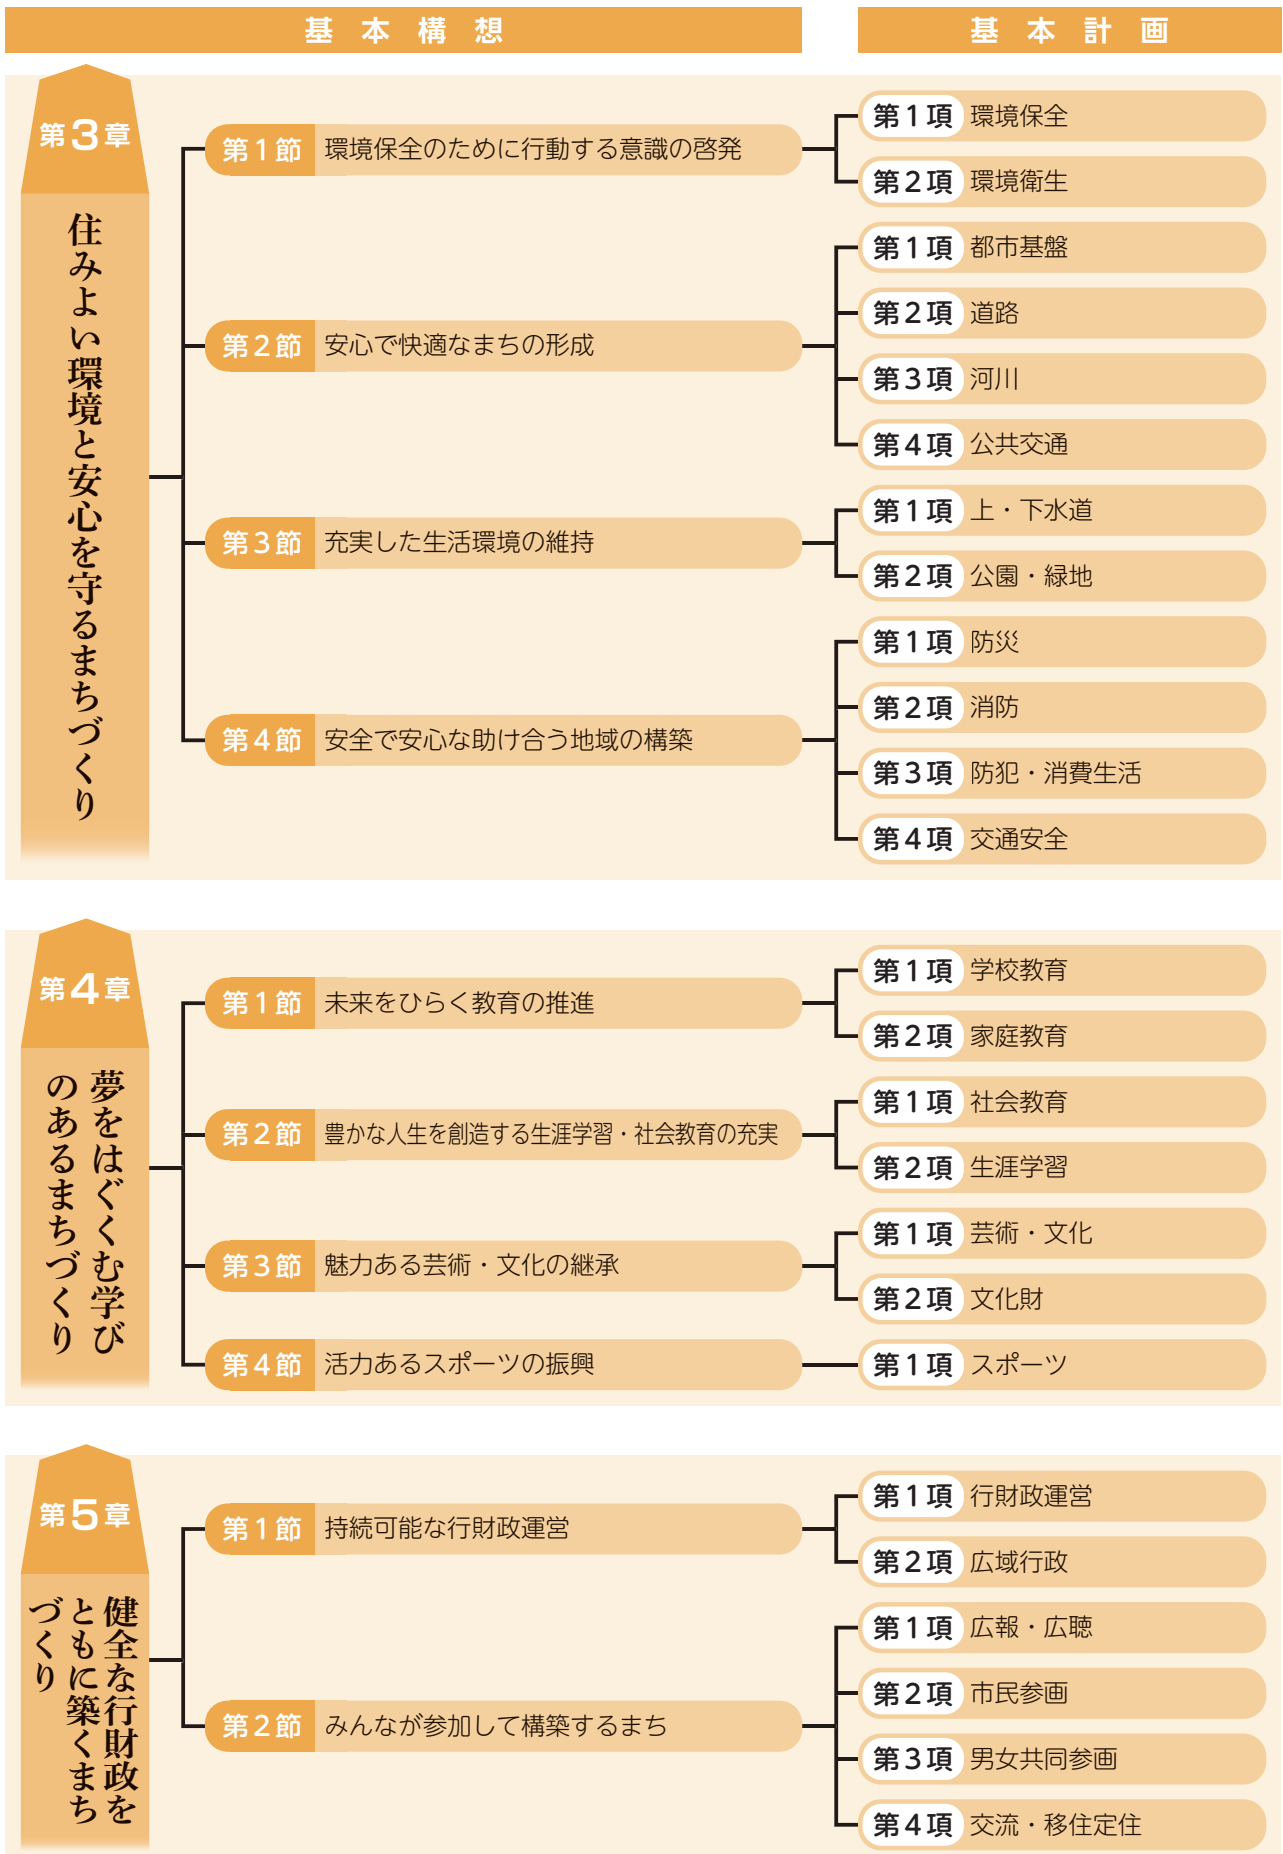 基本構想
基本計画
第3章
住みよい環境と安心を守るまちづくり
第1節 環境保全のために行動する意識の啓発
第1項 環境保全
第2項 環境衛生
第2節 安心で快適なまちの形成
第1項 都市基盤
第2項 道路
第3項 河川
第4項 公共交通
第3節 充実した生活環境の維持
第1項 上・下水道
第2項 公園・緑地
第4節 安全で安心な助け合う地域の構築
第1項 防災
第2項 消防
第3項 防犯・消費生活
第4項 交通安全
第4章
夢をはぐくむ学び
のあるまちづくり
第1節 未来をひらく教育の推進
第1項 学校教育
第2項 家庭教育
第2節 豊かな人生を創造する生涯学習・社会教育の充実
第1項 社会教育
第2項 生涯学習
第3節 魅力ある芸術・文化の継承
第1項 芸術・文化
第2項 文化財
第4節 活力あるスポーツの振興
第1項 スポーツ
第5章
健全な行財政を
ともに築くまち
づくり
第1節 持続可能な行財政運営
第1項 行財政運営
第2項 広域行政
第2節 みんなが参加して構築するまち
第1項 広報・広聴
第2項 市民参画
第3項 男女共同参画
第4項 交流・移住定住